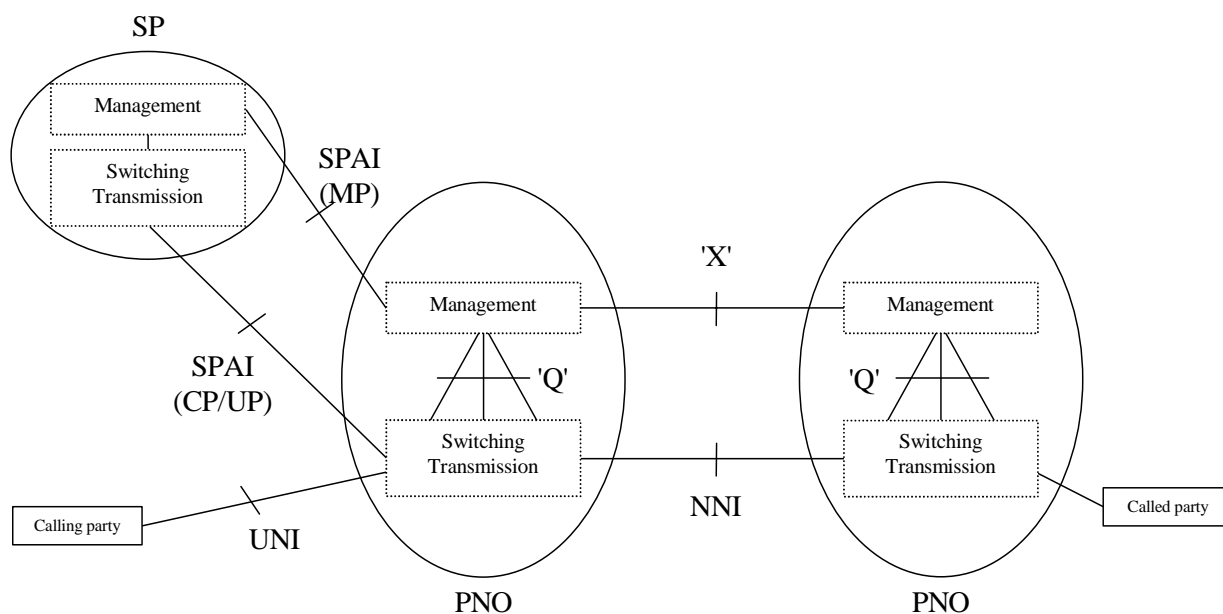 SP
Management
Switching
Transmission
SPAI
(MP)
SPAI
(CP/UP)
'X'
Management
Management
'Q'
'Q'
Switching
Transmission
Switching
Transmission
NNI
Calling party
UNI
Called party
PNO
PNO